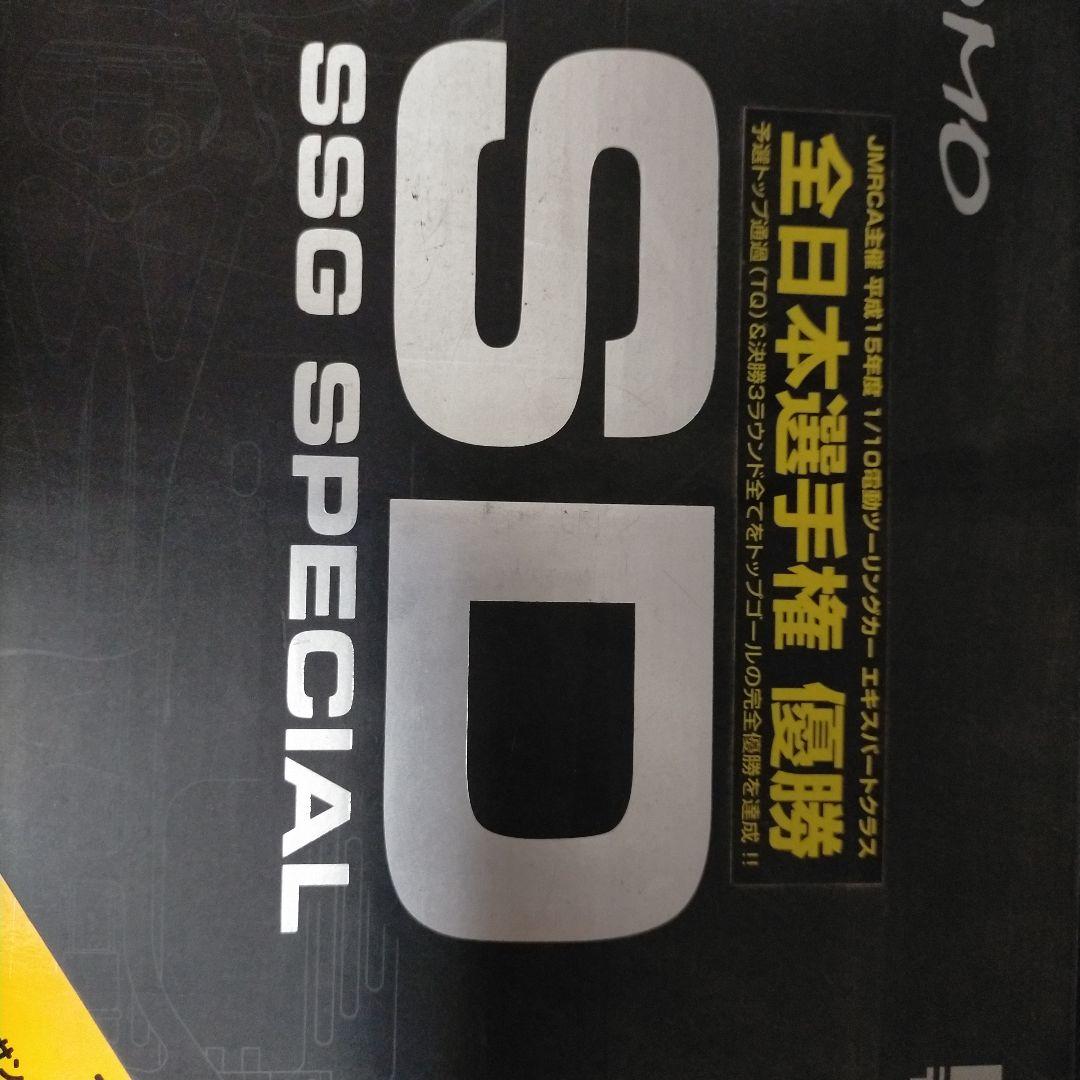 JMRCA主催 平成15年度 1/10電動ツーリングカー エキスパートクラス
全日本選手権 優勝
予選トップ通過(TQ)&決勝3ラウンド全てをトップゴールの完全優勝を達成!!
SD
SSG SPECIAL